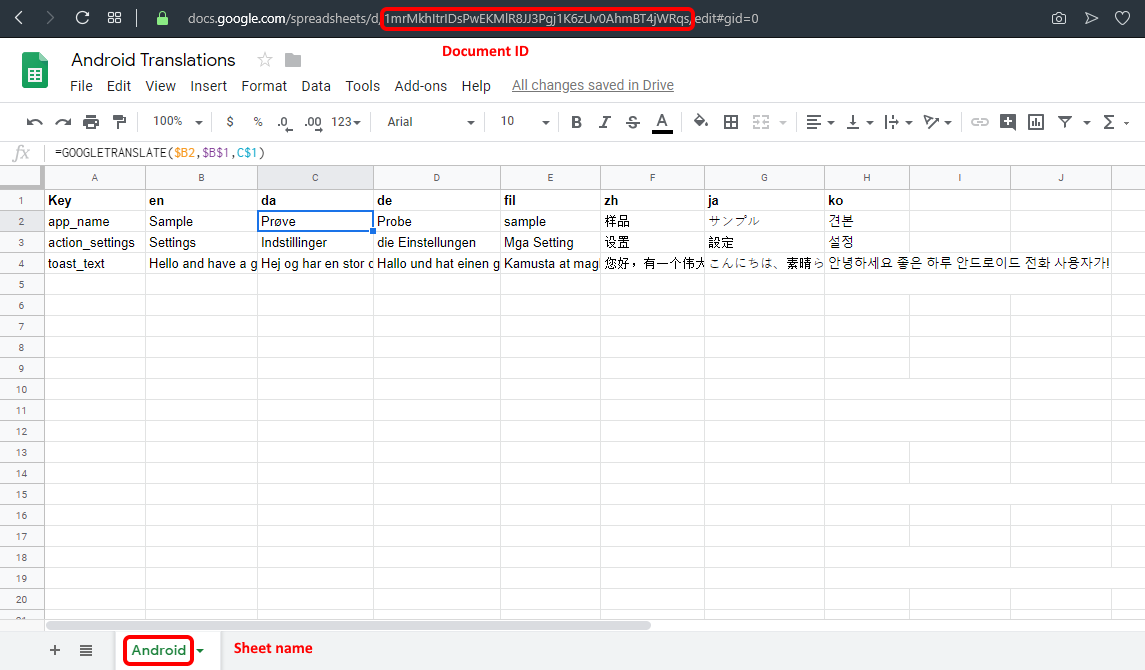 docs.google.com/spreadsheets/d/1mrMkhItrIDsPwEKMlR8JJ3Pgj1K6zUv0AhmBT4jWRqs/edit#gid=0
Document ID
Android Translations
File Edit View Insert Format Data Tools Add-ons Help All changes saved in Drive
100% $ % .0 .00 123 Arial 10 B I S A Σ
fx =GOOGLETRANSLATE($B2,$B$1,C$1)
A B C D E F G H I J
1 Key en da de fil zh ja ko
2 app_name Sample Prøve Probe sample 样品 サンプル 견본
3 action_settings Settings Indstillinger die Einstellungen Mga Setting 设置 設定 설정
4 toast_text Hello and have a g Hej og har en stor d Hallo und hat einen g Kamusta at mag 您好，有一个伟大 こんにちは、素晴ら 안녕하세요 좋은 하루 안드로이드 전화 사용자가!
5
6
7
8
9
10
11
12
13
14
15
16
17
18
19
20
Android Sheet name